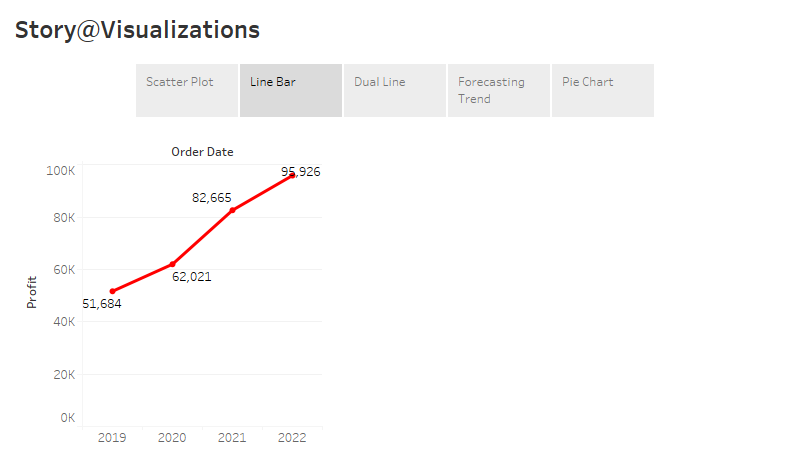 Story@Visualizations
Scatter Plot
Line Bar
Dual Line
Forecasting
Trend
Pie Chart
Order Date
100K
80K
60K
40K
20K
0K
Profit
51,684
62,021
82,665
95,926
2019
2020
2021
2022